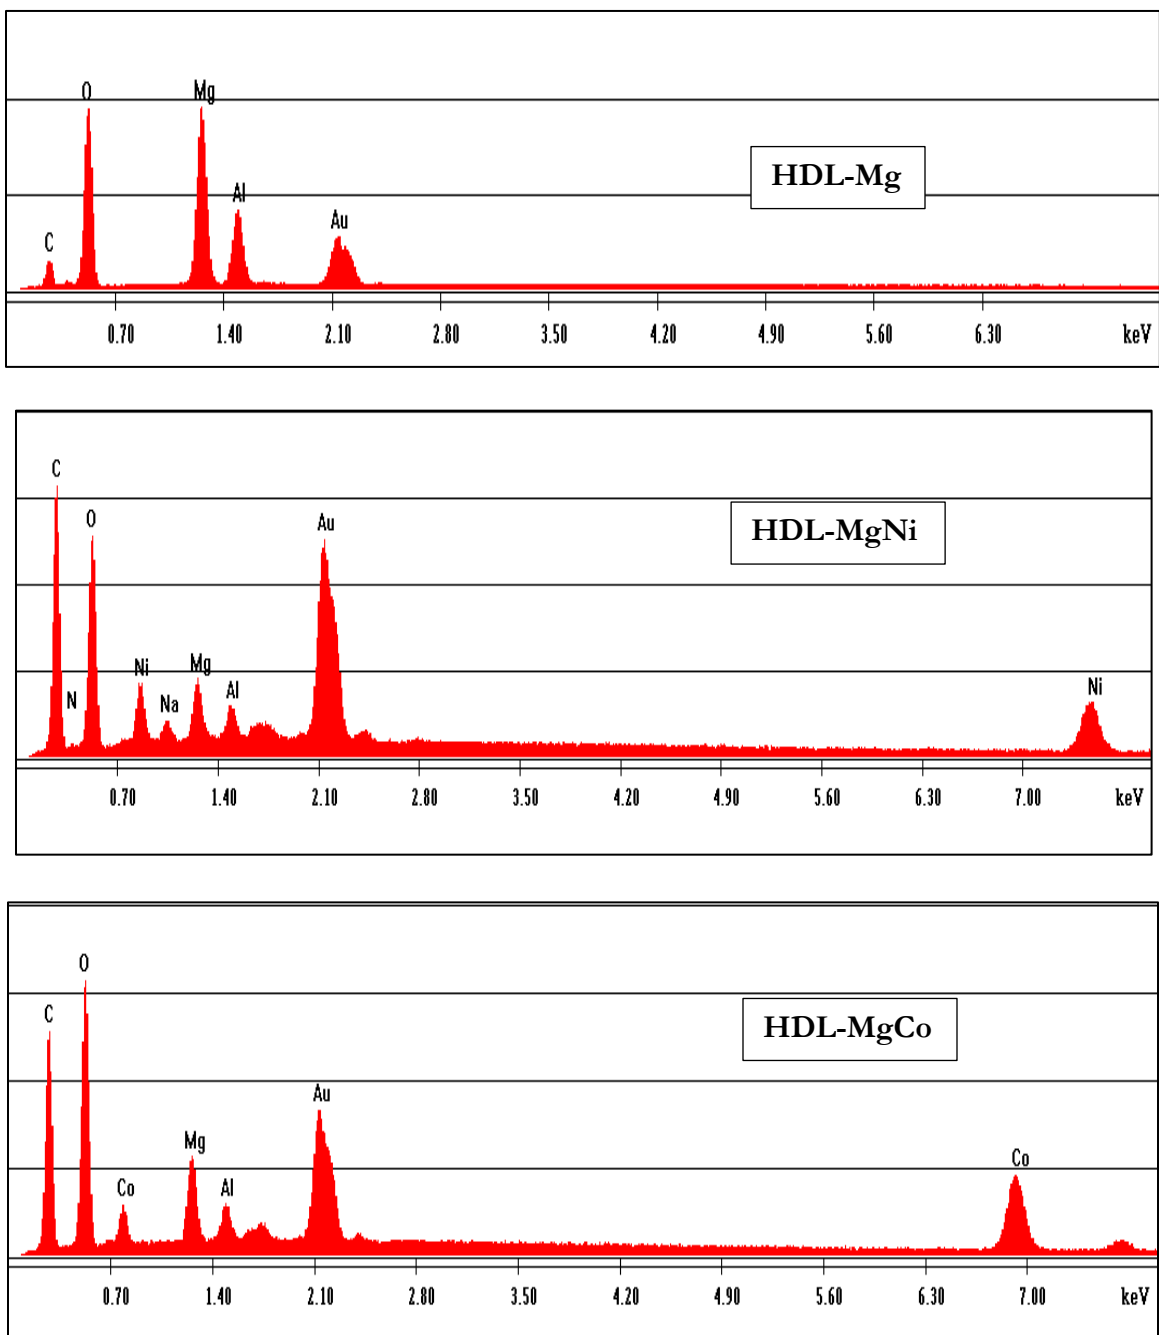 O Mg
HDL-Mg
Al
Au
C
0.70 1.40 2.10 2.80 3.50 4.20 4.90 5.60 6.30 keV
C
O Au
HDL-MgNi
N Ni Na Mg Al Ni
0.70 1.40 2.10 2.80 3.50 4.20 4.90 5.60 6.30 7.00 keV
O
C
HDL-MgCo
Au
Mg Co
Co Al
0.70 1.40 2.10 2.80 3.50 4.20 4.90 5.60 6.30 7.00 keV